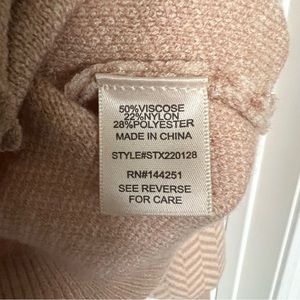 50%VISCOSE
22%NYLON
28%POLYESTER
MADE IN CHINA
STYLE#STX220128
RN#144251
SEE REVERSE
FOR CARE